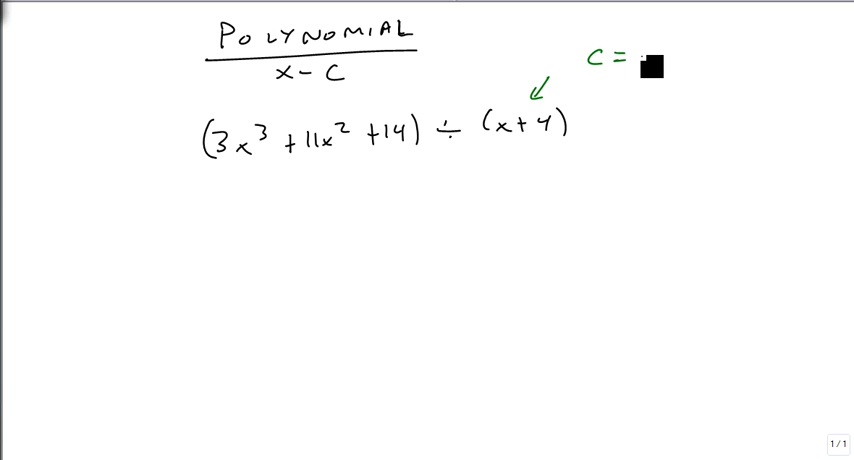 POLYNOMIAL
x - C
C =
(3x³ + 11x² + 14) ÷ (x + 4)
1 / 1